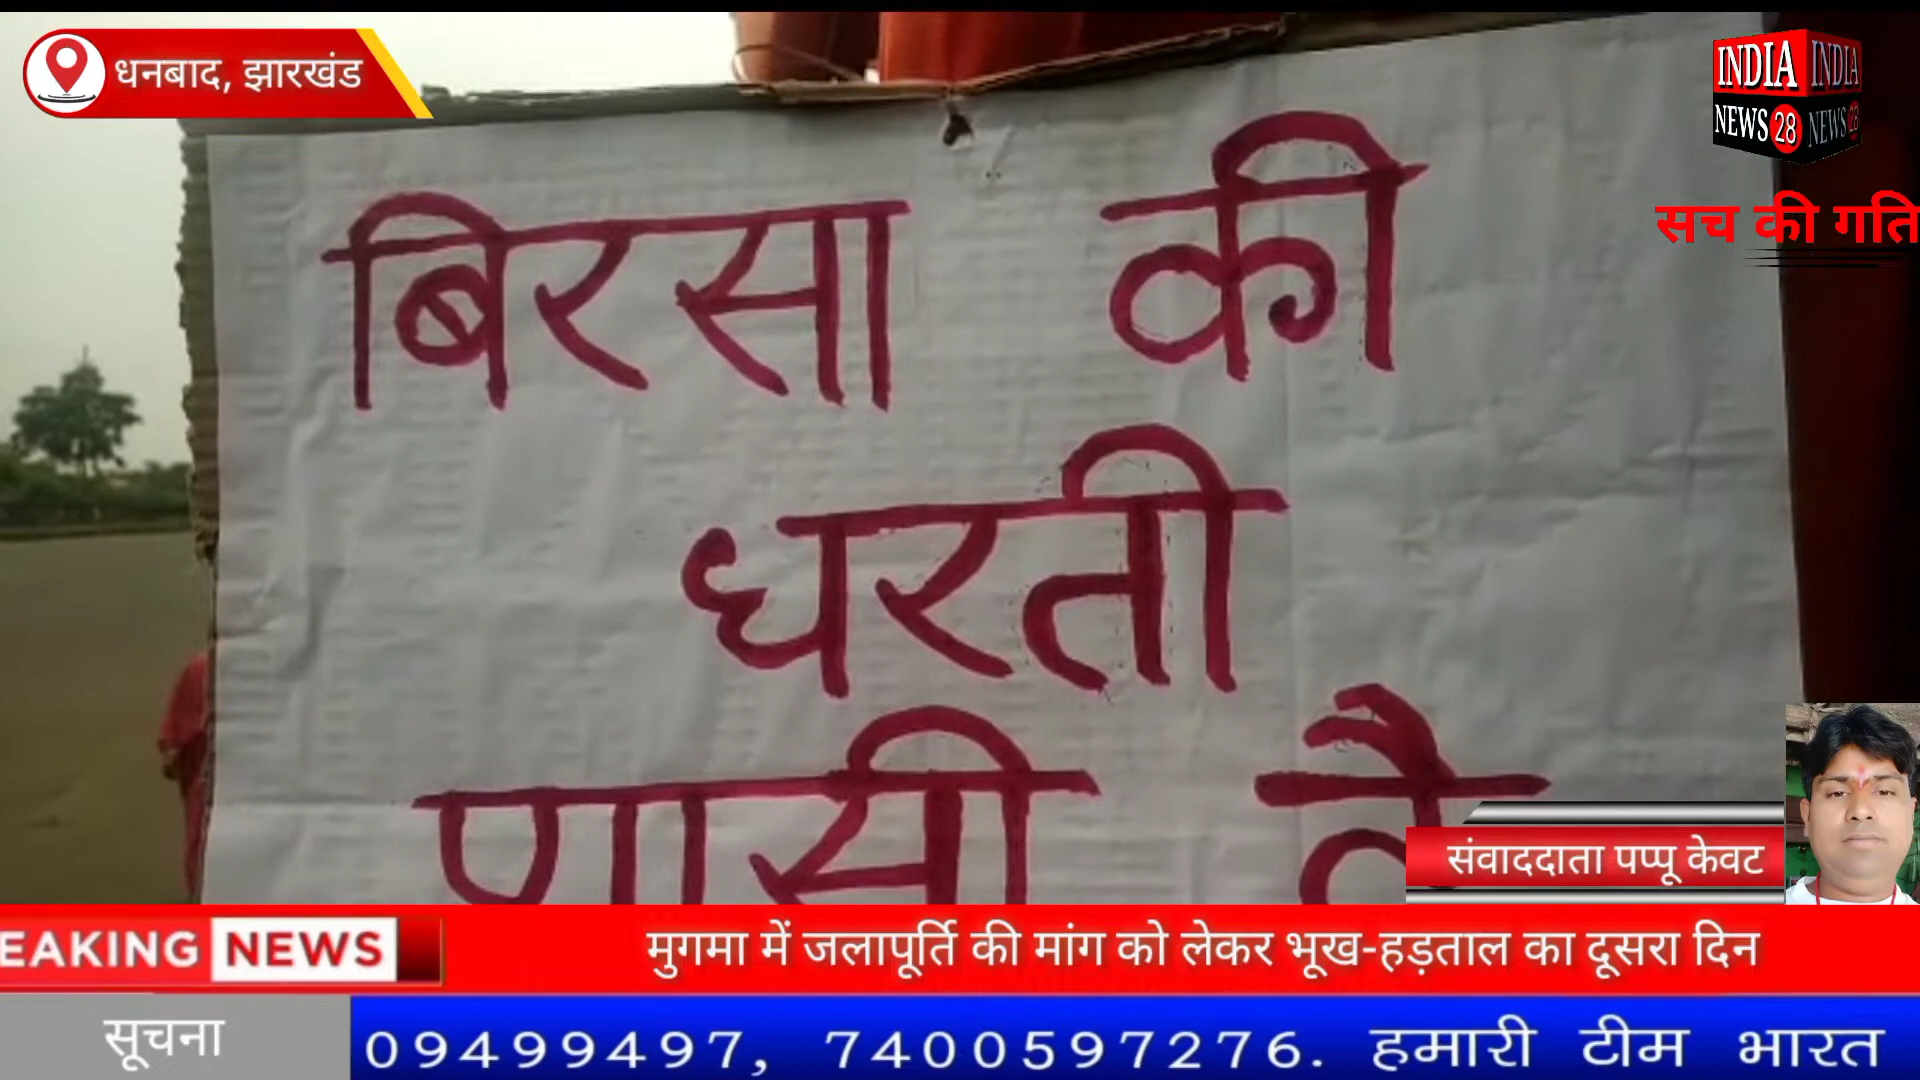 धनबाद, झारखंड
INDIA INDIA
NEWS 28 NEWS 28
सच की गति
बिरसा की
धरती
संवाददाता पप्पू केवट
EAKING NEWS
मुगमा में जलापूर्ति की मांग को लेकर भूख-हड़ताल का दूसरा दिन
सूचना
09499497, 7400597276. हमारी टीम भारत